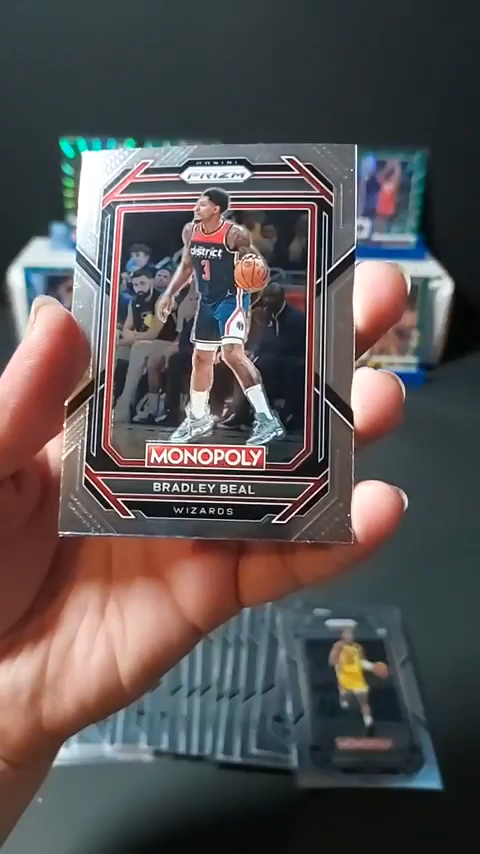 PANINI
PRIZM
district
3
MONOPOLY
BRADLEY BEAL
WIZARDS